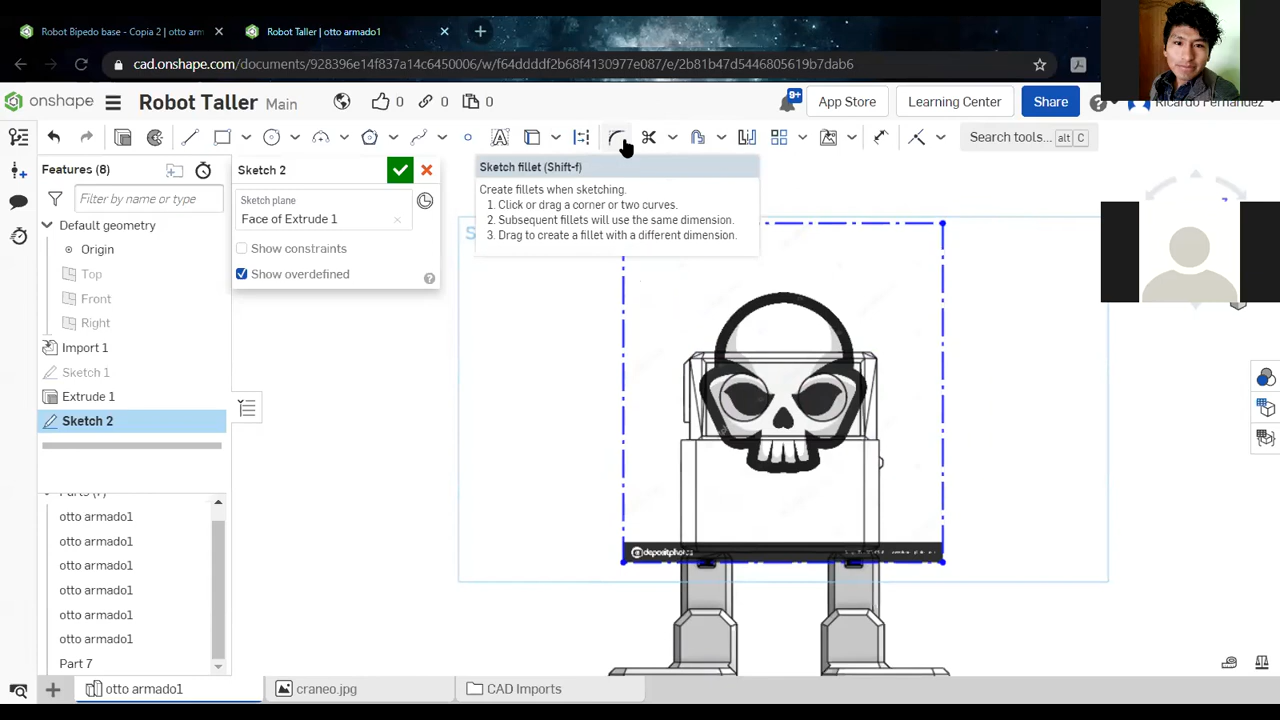 Robot Bipedo base - Copia 2 | otto arm
Robot Taller | otto armado1
cad.onshape.com/documents/928396e14f837a14c6450006/w/f64ddddf2b68f4130977e087/e/2b81b47d5446805619b7dab6
onshape
Robot Taller Main
0
0
0
9+
App Store
Learning Center
Share
Ricardo Fernandez
Search tools... alt C
Features (8)
Filter by name or type
Default geometry
Origin
Top
Front
Right
Import 1
Sketch 1
Extrude 1
Sketch 2
Parts (7)
otto armado1
otto armado1
otto armado1
otto armado1
otto armado1
otto armado1
Part 7
Sketch 2
Sketch plane
Face of Extrude 1
Show constraints
Show overdefined
Sketch fillet (Shift-f)
Create fillets when sketching.
1. Click or drag a corner or two curves.
2. Subsequent fillets will use the same dimension.
3. Drag to create a fillet with a different dimension.
depositphotos
otto armado1
craneo.jpg
CAD Imports